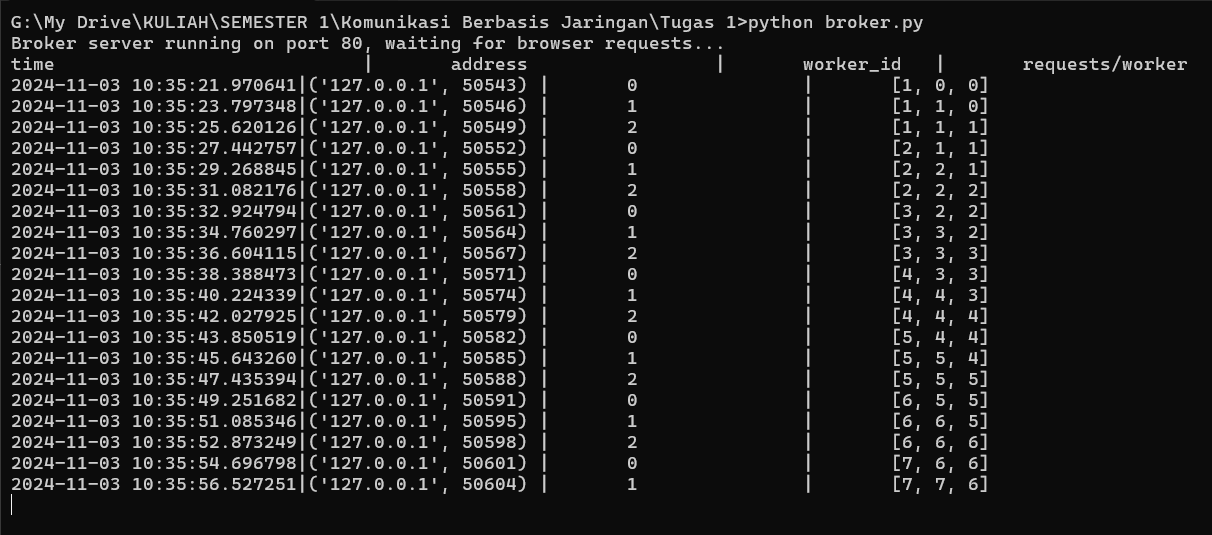 G:\My Drive\KULIAH\SEMESTER 1\Komunikasi Berbasis Jaringan\Tugas 1>python broker.py
Broker server running on port 80, waiting for browser requests...
time | address | worker_id | requests/worker
2024-11-03 10:35:21.970641|('127.0.0.1', 50543) | 0 | [1, 0, 0]
2024-11-03 10:35:23.797348|('127.0.0.1', 50546) | 1 | [1, 1, 0]
2024-11-03 10:35:25.620126|('127.0.0.1', 50549) | 2 | [1, 1, 1]
2024-11-03 10:35:27.442757|('127.0.0.1', 50552) | 0 | [2, 1, 1]
2024-11-03 10:35:29.268845|('127.0.0.1', 50555) | 1 | [2, 2, 1]
2024-11-03 10:35:31.082176|('127.0.0.1', 50558) | 2 | [2, 2, 2]
2024-11-03 10:35:32.924794|('127.0.0.1', 50561) | 0 | [3, 2, 2]
2024-11-03 10:35:34.760297|('127.0.0.1', 50564) | 1 | [3, 3, 2]
2024-11-03 10:35:36.604115|('127.0.0.1', 50567) | 2 | [3, 3, 3]
2024-11-03 10:35:38.388473|('127.0.0.1', 50571) | 0 | [4, 3, 3]
2024-11-03 10:35:40.224339|('127.0.0.1', 50574) | 1 | [4, 4, 3]
2024-11-03 10:35:42.027925|('127.0.0.1', 50579) | 2 | [4, 4, 4]
2024-11-03 10:35:43.850519|('127.0.0.1', 50582) | 0 | [5, 4, 4]
2024-11-03 10:35:45.643260|('127.0.0.1', 50585) | 1 | [5, 5, 4]
2024-11-03 10:35:47.435394|('127.0.0.1', 50588) | 2 | [5, 5, 5]
2024-11-03 10:35:49.251682|('127.0.0.1', 50591) | 0 | [6, 5, 5]
2024-11-03 10:35:51.085346|('127.0.0.1', 50595) | 1 | [6, 6, 5]
2024-11-03 10:35:52.873249|('127.0.0.1', 50598) | 2 | [6, 6, 6]
2024-11-03 10:35:54.696798|('127.0.0.1', 50601) | 0 | [7, 6, 6]
2024-11-03 10:35:56.527251|('127.0.0.1', 50604) | 1 | [7, 7, 6]